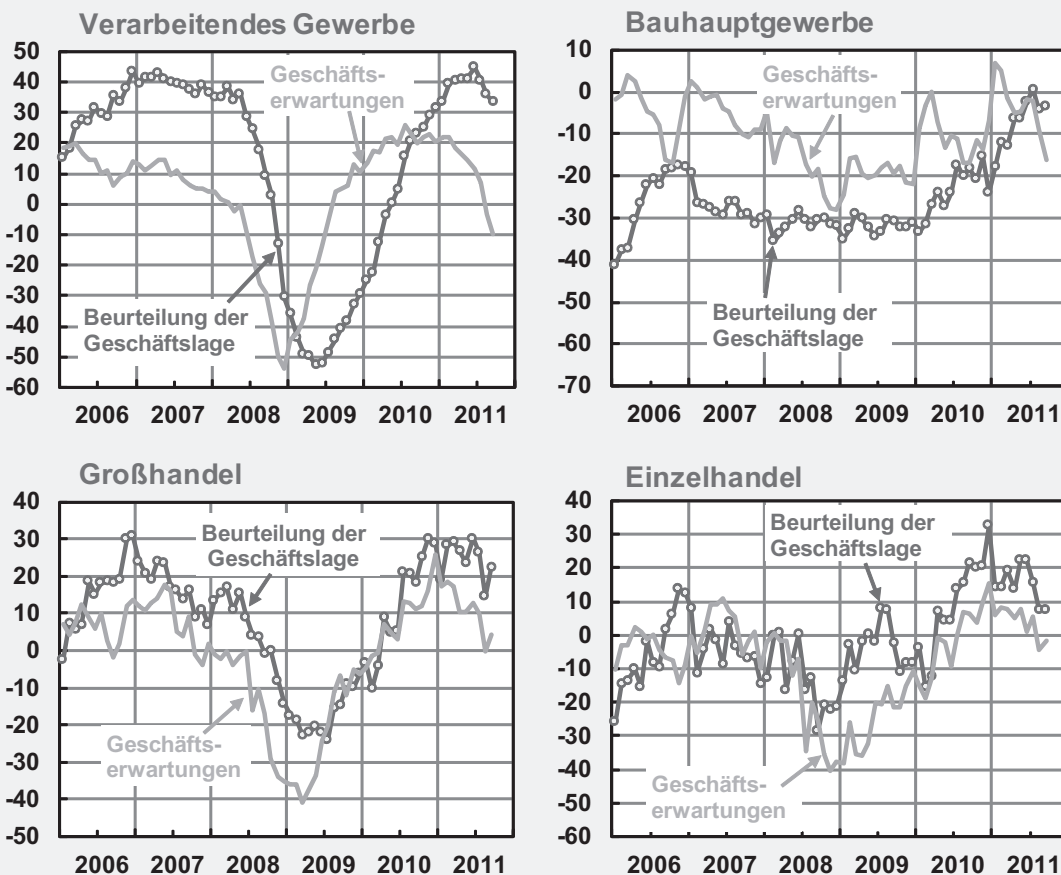 Verarbeitendes Gewerbe
50
40
30
20
10
0
-10
-20
-30
-40
-50
-60
Geschäfts-
erwartungen
Beurteilung der
Geschäftslage
2006 2007 2008 2009 2010 2011
Bauhauptgewerbe
10
0
-10
-20
-30
-40
-50
-60
-70
Geschäfts-
erwartungen
Beurteilung der
Geschäftslage
2006 2007 2008 2009 2010 2011
Großhandel
40
30
20
10
0
-10
-20
-30
-40
-50
Beurteilung der
Geschäftslage
Geschäfts-
erwartungen
2006 2007 2008 2009 2010 2011
Einzelhandel
40
30
20
10
0
-10
-20
-30
-40
-50
-60
Beurteilung der
Geschäftslage
Geschäfts-
erwartungen
2006 2007 2008 2009 2010 2011